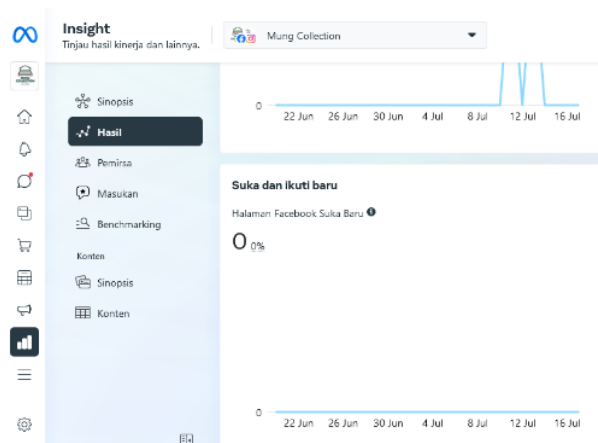 Insight
Tinjau hasil kinerja dan lainnya.
Mung Collection
Sinopsis
Hasil
Pemirsa
Masukan
Benchmarking
Konten
Sinopsis
Konten
0
22 Jun 26 Jun 30 Jun 4 Jul 8 Jul 12 Jul 16 Jul
Suka dan ikuti baru
Halaman Facebook Suka Baru
0 0%
0
22 Jun 26 Jun 30 Jun 4 Jul 8 Jul 12 Jul 16 Jul